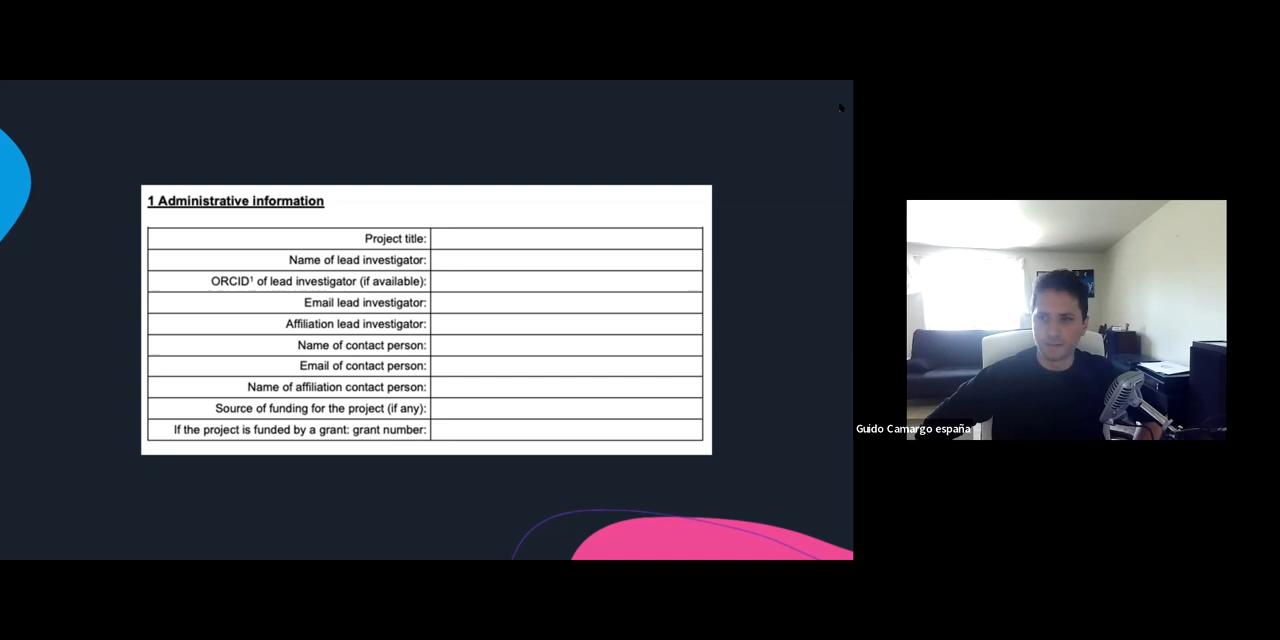 1 Administrative information
Project title:
Name of lead investigator:
ORCID¹ of lead investigator (if available):
Email lead investigator:
Affiliation lead investigator:
Name of contact person:
Email of contact person:
Name of affiliation contact person:
Source of funding for the project (if any):
If the project is funded by a grant: grant number:
Guido Camargo españa